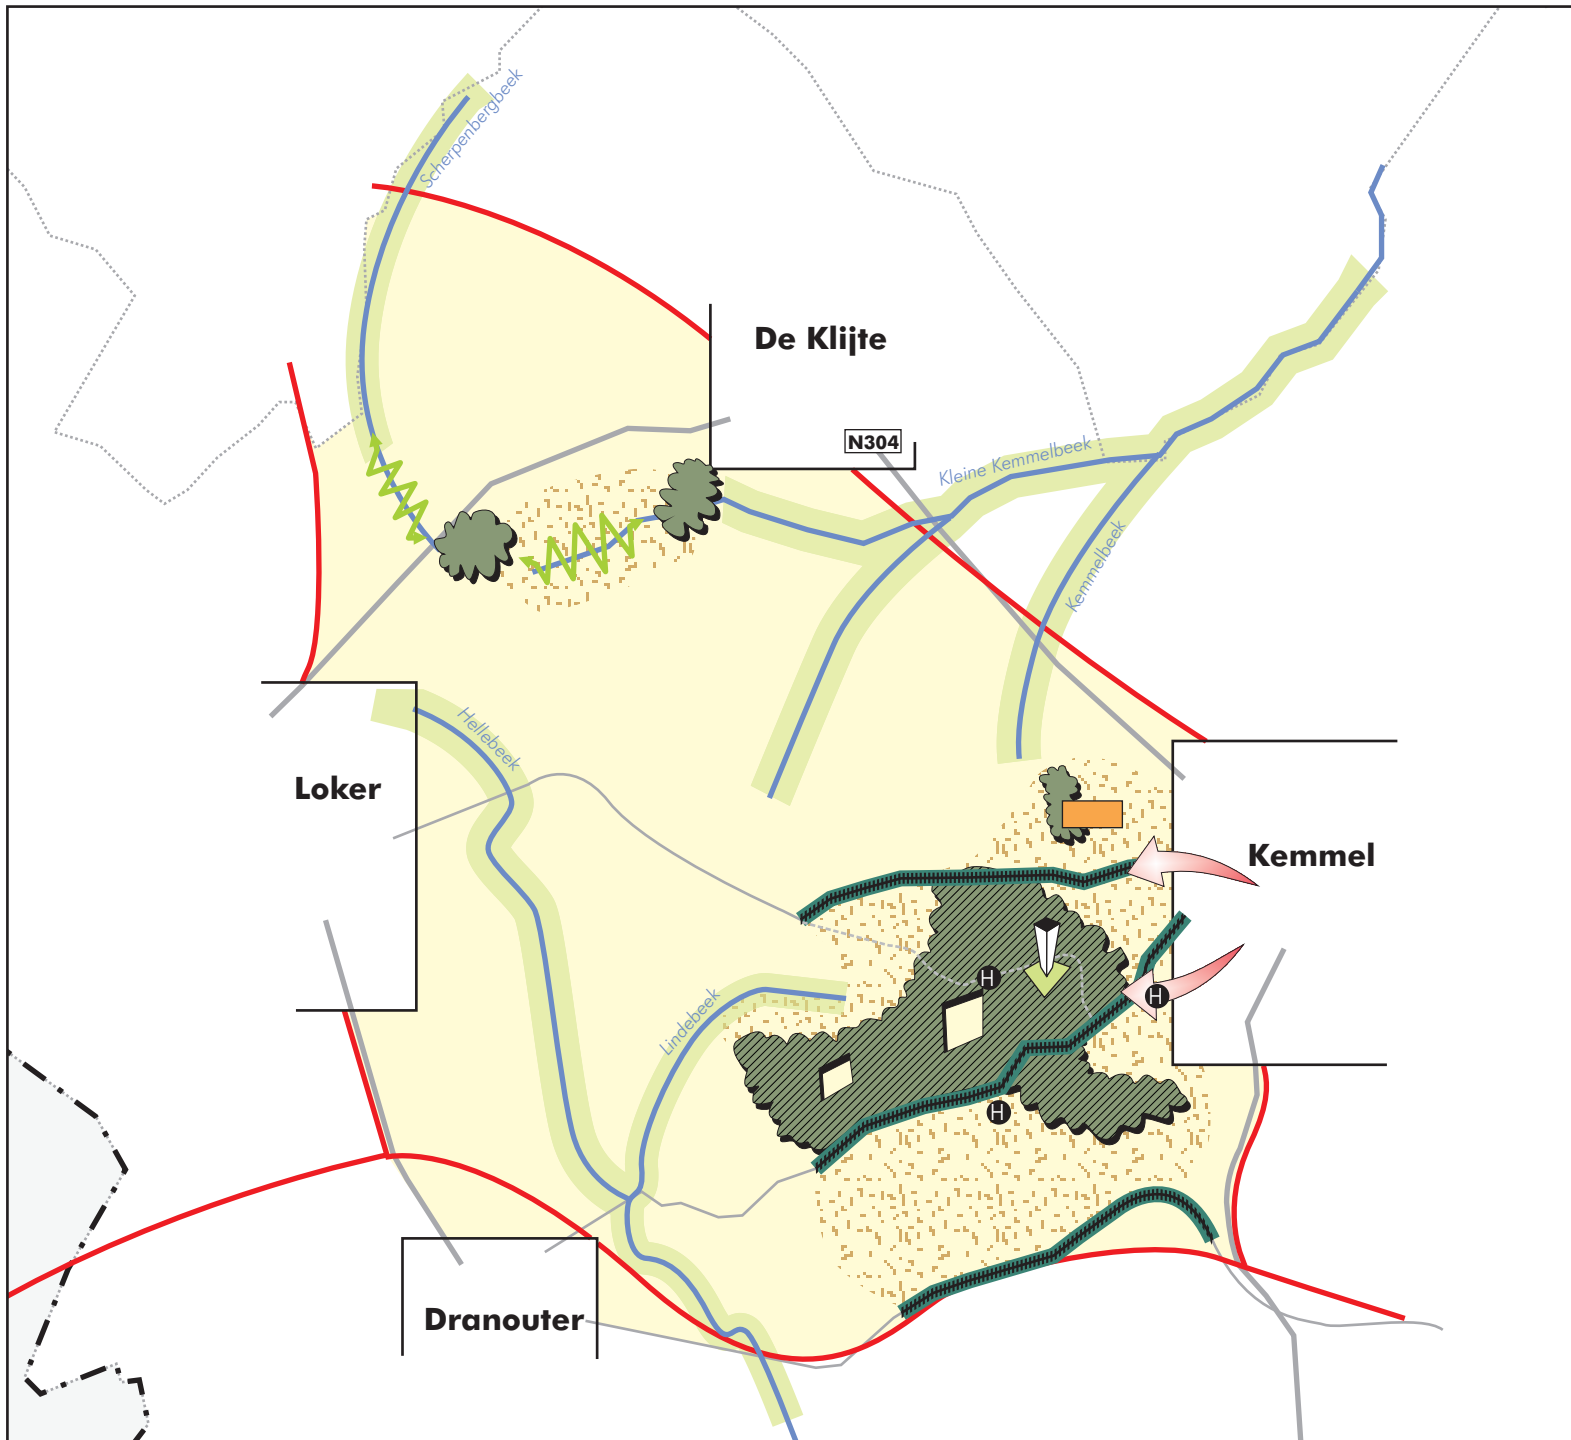 Scherpenbergbeek
De Klijte
N304
Kleine Kemmelbeek
Kemmelbeek
Hellebeek
Loker
Kemmel
H
H
Lindebeek
H
Dranouter